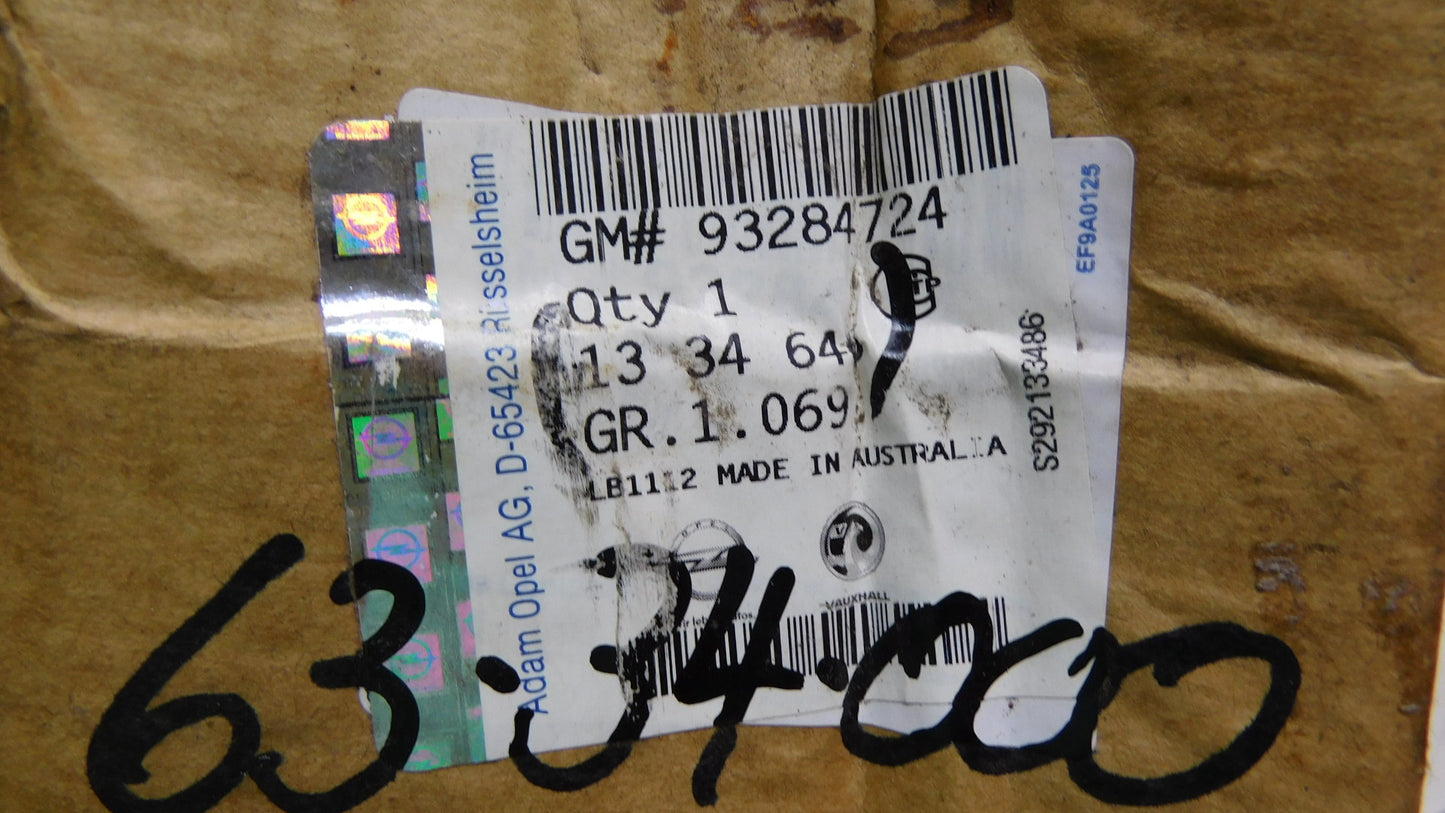 GM# 93284724
Qty 1
13 34 64
GR.1.069
LB1112 MADE IN AUSTRALIA
VAUXHALL
Adam Opel AG, D-65423 Rüsselsheim
S292133486
EF9A0125
63.34.000